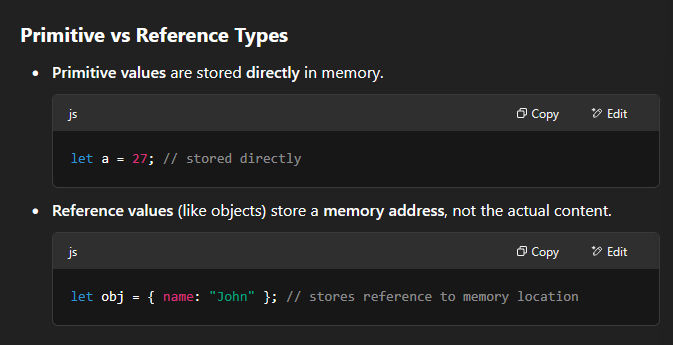 Primitive vs Reference Types
• Primitive values are stored directly in memory.
js Copy Edit
let a = 27; // stored directly
• Reference values (like objects) store a memory address, not the actual content.
js Copy Edit
let obj = { name: "John" }; // stores reference to memory location